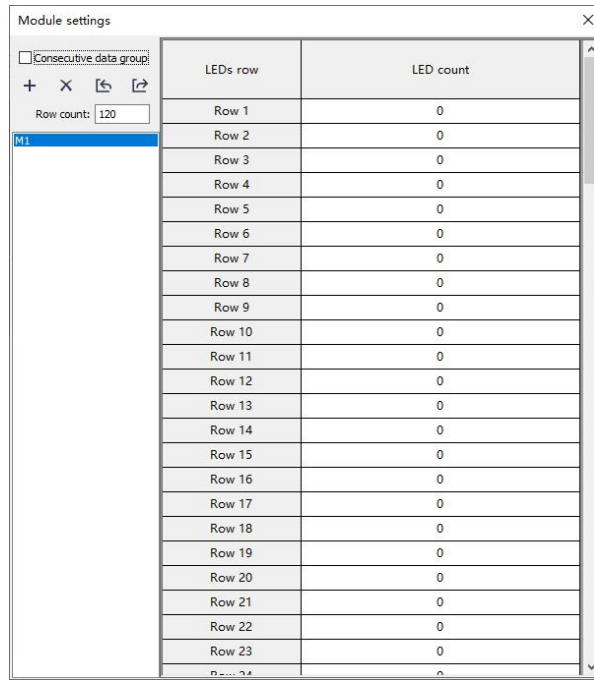 Module settings
Consecutive data group
Row count: 120
M1
LEDs row LED count
Row 1 0
Row 2 0
Row 3 0
Row 4 0
Row 5 0
Row 6 0
Row 7 0
Row 8 0
Row 9 0
Row 10 0
Row 11 0
Row 12 0
Row 13 0
Row 14 0
Row 15 0
Row 16 0
Row 17 0
Row 18 0
Row 19 0
Row 20 0
Row 21 0
Row 22 0
Row 23 0
Row 24 0